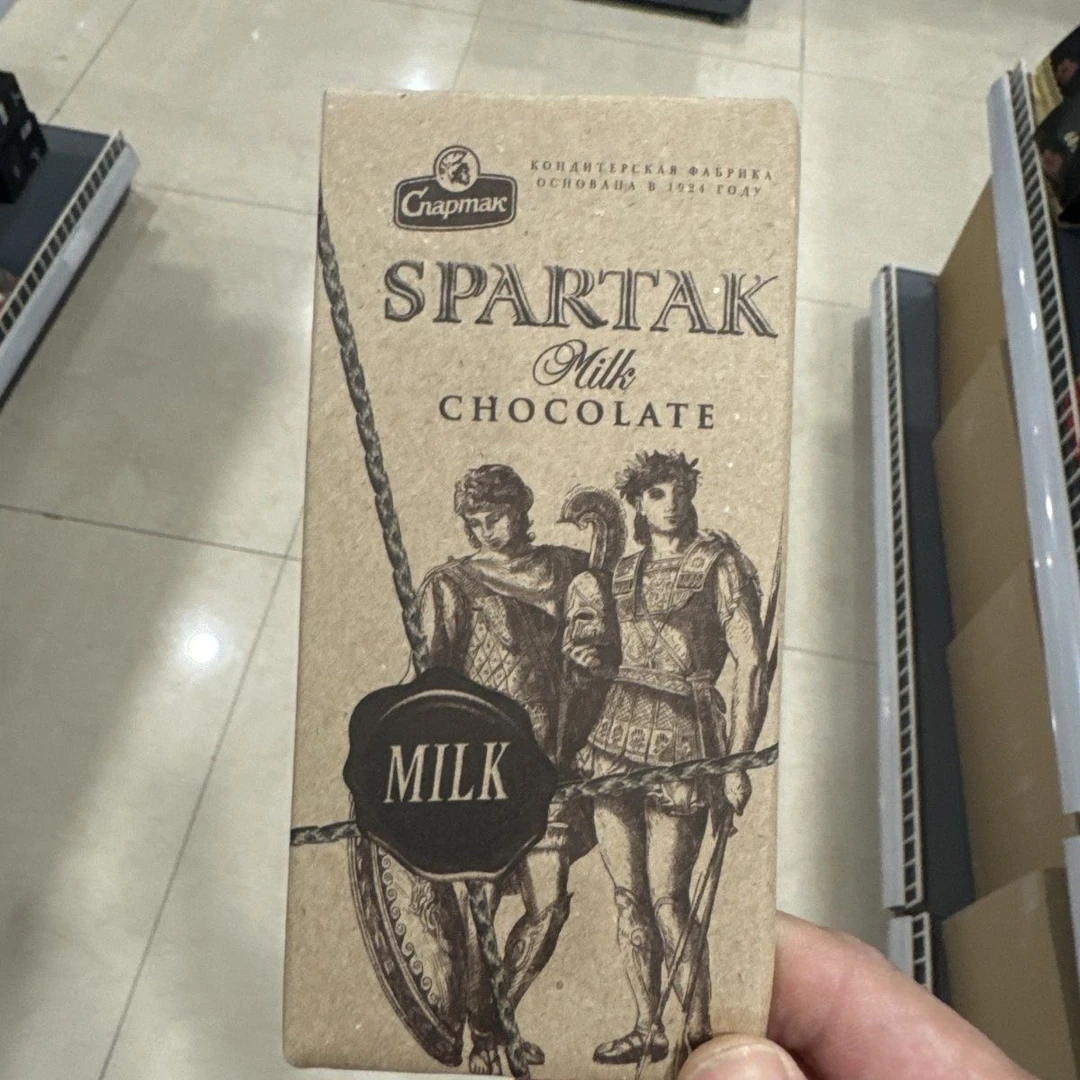 Спартак
КОНДИТЕРСКАЯ ФАБРИКА
ОСНОВАНА В 1924 ГОДУ
SPARTAK
Milk
CHOCOLATE
MILK